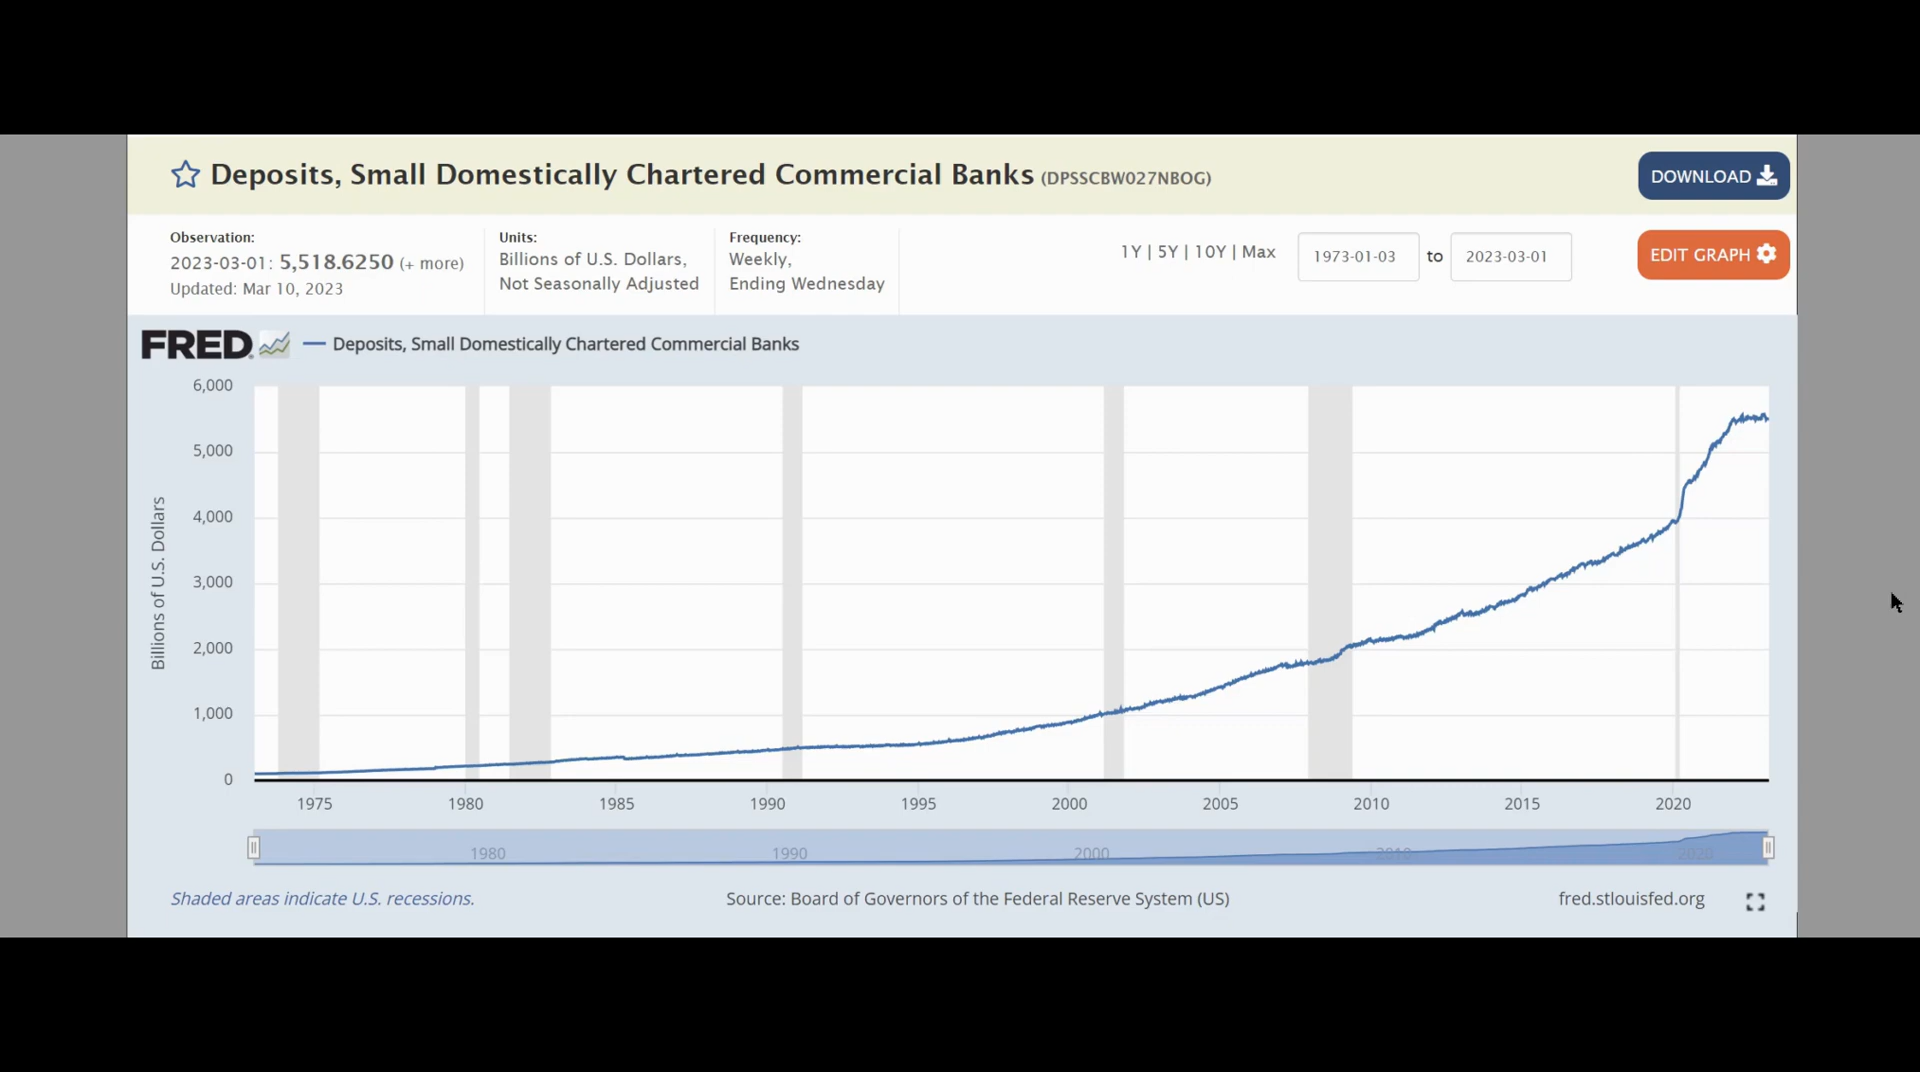 Deposits, Small Domestically Chartered Commercial Banks (DPSSCBW027NBOG)
DOWNLOAD
Observation:
2023-03-01: 5,518.6250 (+ more)
Updated: Mar 10, 2023
Units:
Billions of U.S. Dollars,
Not Seasonally Adjusted
Frequency:
Weekly,
Ending Wednesday
1Y | 5Y | 10Y | Max
1973-01-03 to 2023-03-01
EDIT GRAPH
FRED
Deposits, Small Domestically Chartered Commercial Banks
Billions of U.S. Dollars
6,000
5,000
4,000
3,000
2,000
1,000
0
1975 1980 1985 1990 1995 2000 2005 2010 2015 2020
1980 1990 2000 2010 2020
Shaded areas indicate U.S. recessions.
Source: Board of Governors of the Federal Reserve System (US)
fred.stlouisfed.org